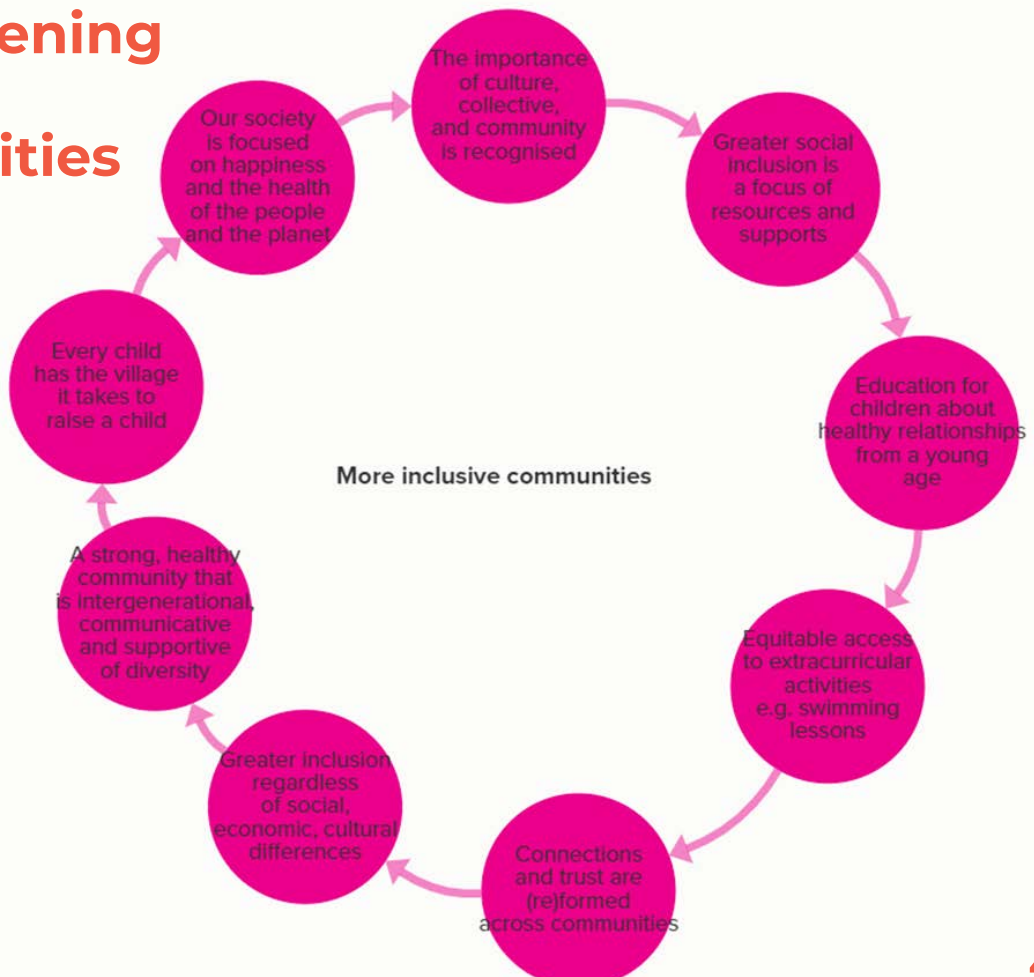 ening
ities
The importance
of culture,
collective,
and community
is recognised
Greater social
inclusion is
a focus of
resources and
supports
Education for
children about
healthy relationships
from a young
age
Equitable access
to extracurricular
activities
e.g. swimming
lessons
Connections
and trust are
(re)formed
across communities
Greater inclusion
regardless
of social,
economic, cultural
differences
A strong, healthy
community that
is intergenerational,
communicative
and supportive
of diversity
Every child
has the village
it takes to
raise a child
Our society
is focused
on happiness
and the health
of the people
and the planet
More inclusive communities